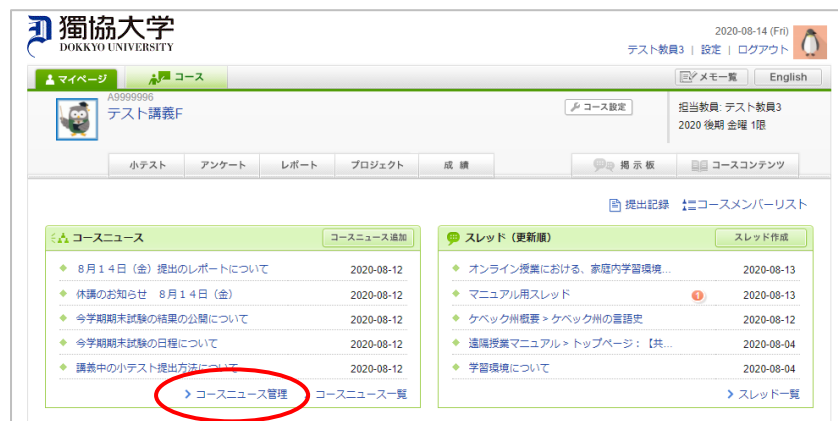 獨協大学
DOKKYO UNIVERSITY
2020-08-14 (Fri)
テスト教員3 | 設定 | ログアウト
マイページ
コース
メモ一覧
English
A9999996
テスト講義F
コース設定
担当教員: テスト教員3
2020 後期 金曜 1限
小テスト アンケート レポート プロジェクト 成績 掲示板 コースコンテンツ
提出記録 コースメンバーリスト
コースニュース
コースニュース追加
8月14日（金）提出のレポートについて 2020-08-12
休講のお知らせ 8月14日（金） 2020-08-12
今学期期末試験の結果の公開について 2020-08-12
今学期期末試験の日程について 2020-08-12
講義中の小テスト提出方法について 2020-08-12
コースニュース管理 コースニュース一覧
スレッド（更新順）
スレッド作成
オンライン授業における、家庭内学習環境... 2020-08-13
マニュアル用スレッド 1 2020-08-13
ケベック州概要 > ケベック州の言語史 2020-08-12
遠隔授業マニュアル > トップページ：【共... 2020-08-04
学習環境について 2020-08-04
スレッド一覧